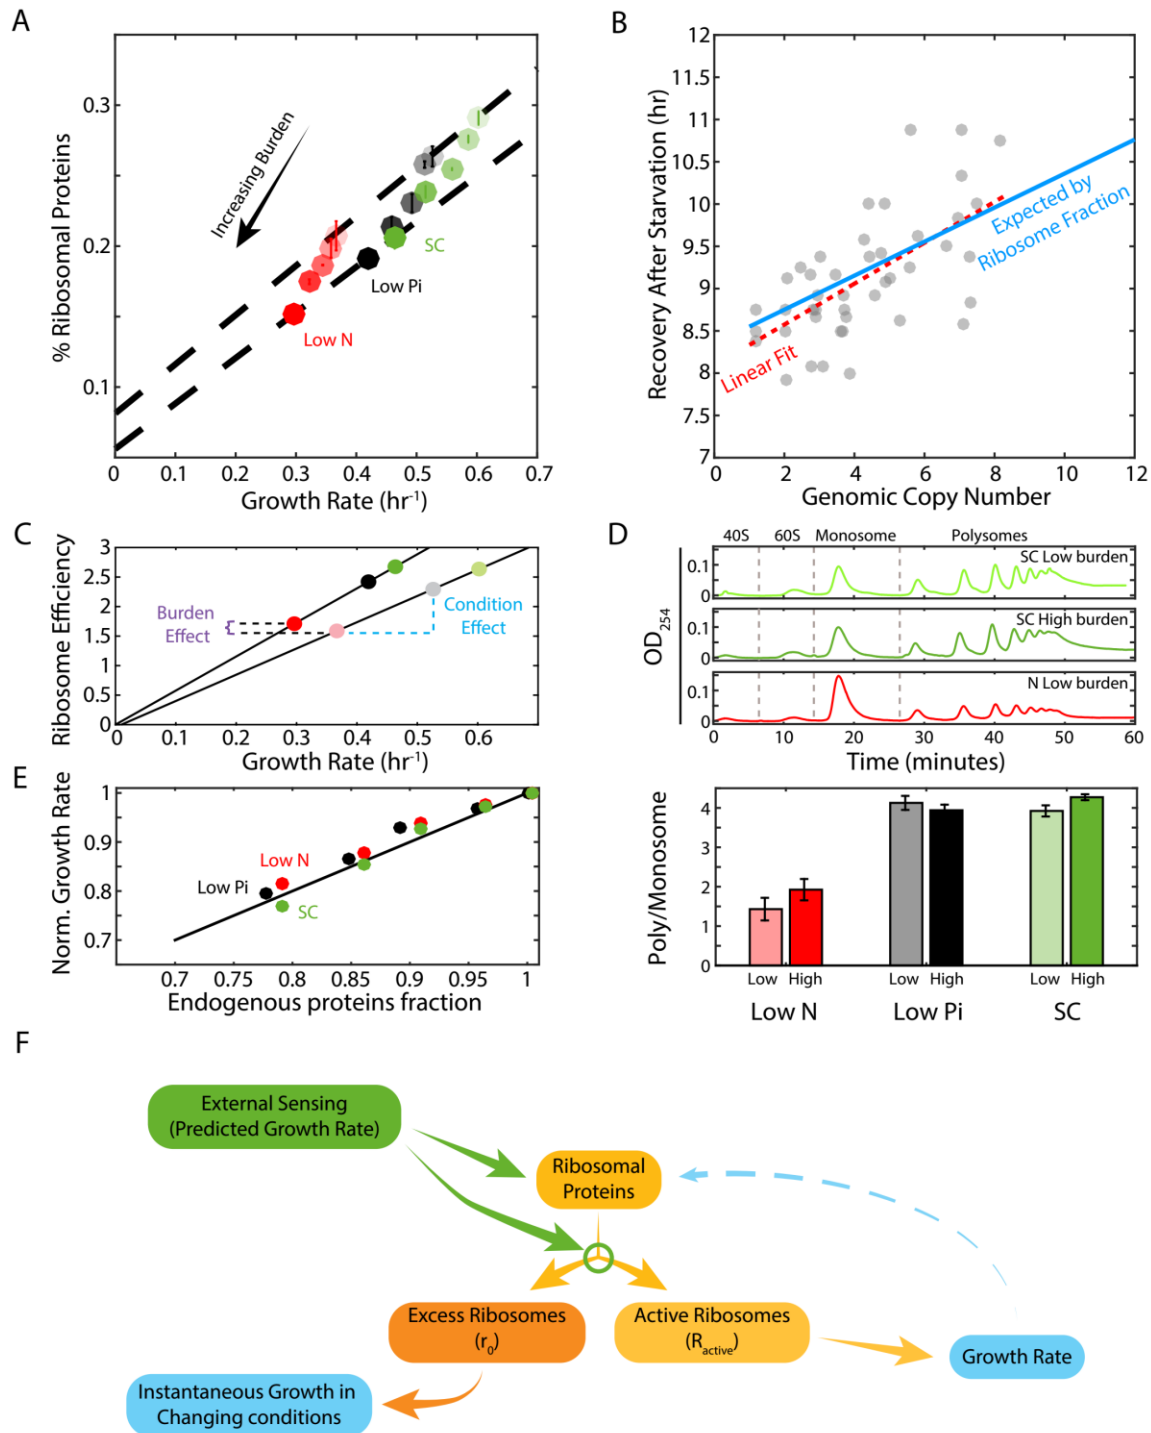 A
% Ribosomal Proteins
0.3
0.2
0.1
Increasing Burden
SC
Low Pi
Low N
0 0.1 0.2 0.3 0.4 0.5 0.6 0.7
Growth Rate (hr-1)
B
Recovery After Starvation (hr)
12
11.5
11
10.5
10
9.5
9
8.5
8
7.5
7
Expected by
Ribosome Fraction
Linear Fit
0 2 4 6 8 10 12
Genomic Copy Number
C
Ribosome Efficiency
3
2.5
2
1.5
1
0.5
0
Burden
Effect
Condition
Effect
0 0.1 0.2 0.3 0.4 0.5 0.6
Growth Rate (hr-1)
D
40S 60S Monosome Polysomes
OD254
SC Low burden
0.1
0
SC High burden
0.1
0
N Low burden
0.1
0
0 10 20 30 40 50 60
Time (minutes)
Poly/Monosome
4
3
2
1
0
Low High Low High Low High
Low N Low Pi SC
E
Norm. Growth Rate
1
0.9
0.8
0.7
Low N
Low Pi
SC
0.7 0.75 0.8 0.85 0.9 0.95 1
Endogenous proteins fraction
F
External Sensing
(Predicted Growth Rate)
Ribosomal
Proteins
Excess Ribosomes
(r0)
Active Ribosomes
(Ractive)
Growth Rate
Instantaneous Growth in
Changing conditions